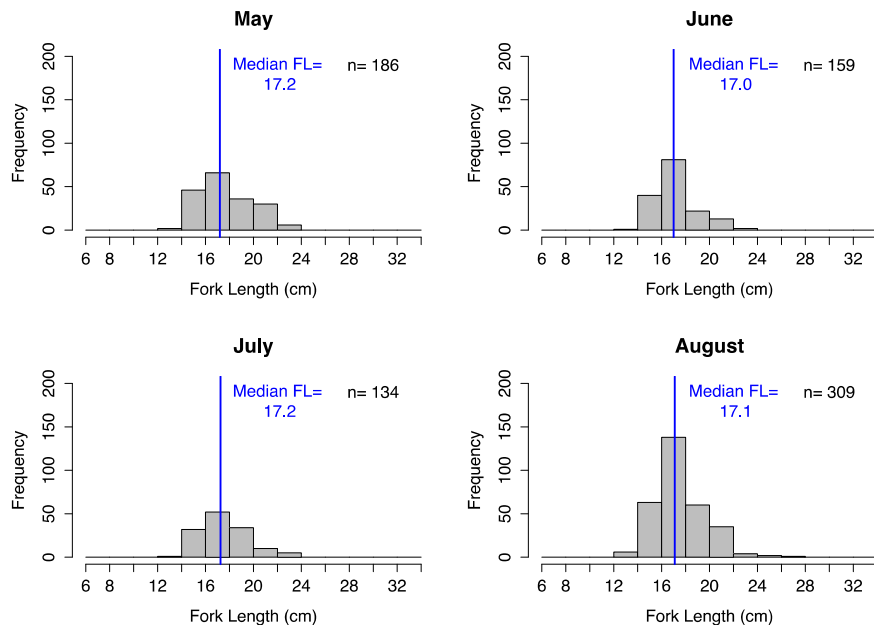 May
Median FL=
17.2
n= 186
Frequency
0 50 100 150 200
6 8 12 16 20 24 28 32
Fork Length (cm)
June
Median FL=
17.0
n= 159
Frequency
0 50 100 150 200
6 8 12 16 20 24 28 32
Fork Length (cm)
July
Median FL=
17.2
n= 134
Frequency
0 50 100 150 200
6 8 12 16 20 24 28 32
Fork Length (cm)
August
Median FL=
17.1
n= 309
Frequency
0 50 100 150 200
6 8 12 16 20 24 28 32
Fork Length (cm)